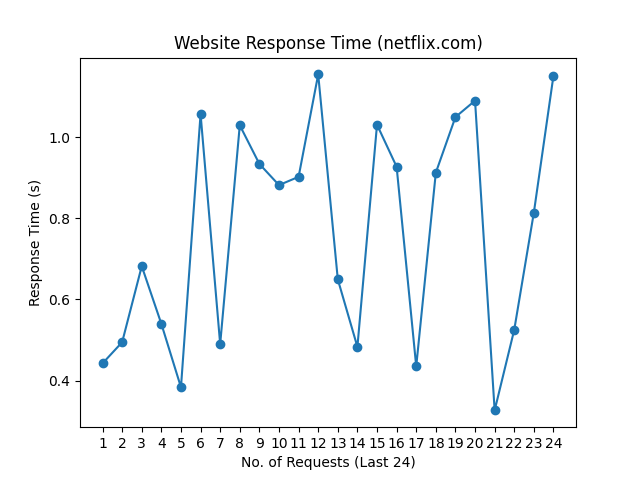 Website Response Time (netflix.com)
Response Time (s)
1.0
0.8
0.6
0.4
1 2 3 4 5 6 7 8 9 10 11 12 13 14 15 16 17 18 19 20 21 22 23 24
No. of Requests (Last 24)